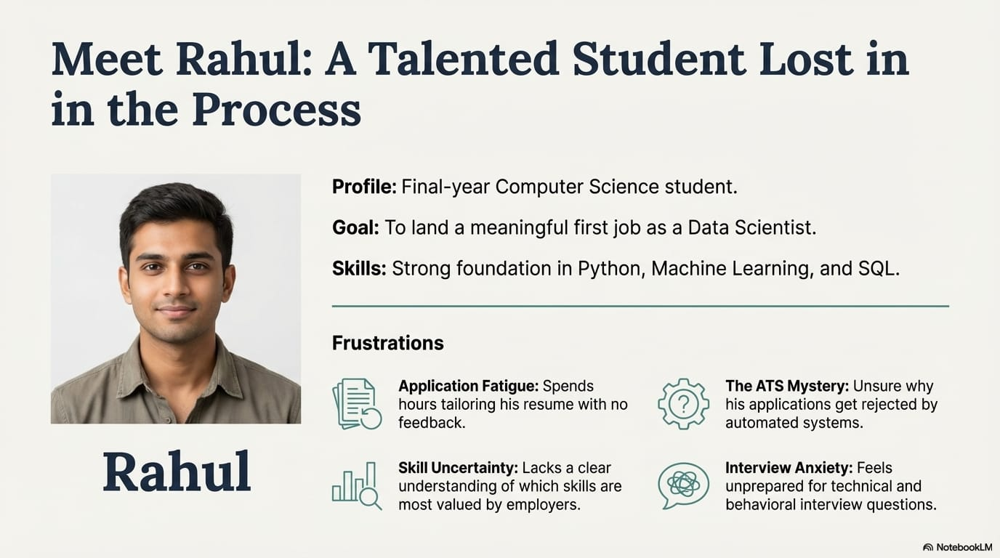 Meet Rahul: A Talented Student Lost in
in the Process
Profile: Final-year Computer Science student.
Goal: To land a meaningful first job as a Data Scientist.
Skills: Strong foundation in Python, Machine Learning, and SQL.
Frustrations
Application Fatigue: Spends
hours tailoring his resume with no
feedback.
The ATS Mystery: Unsure why
his applications get rejected by
automated systems.
Skill Uncertainty: Lacks a clear
understanding of which skills are
most valued by employers.
Interview Anxiety: Feels
unprepared for technical and
behavioral interview questions.
Rahul
?
NotebookLM